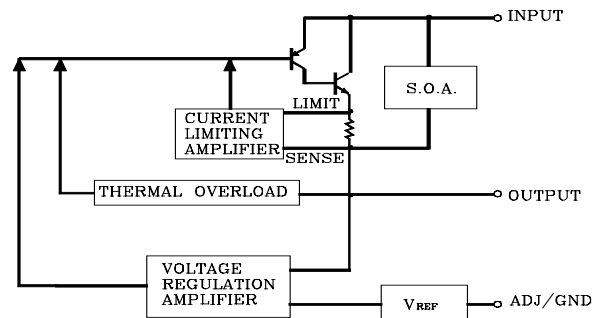 INPUT
S.O.A.
LIMIT
CURRENT
LIMITING
AMPLIFIER
SENSE
THERMAL OVERLOAD
OUTPUT
VOLTAGE
REGULATION
AMPLIFIER
VREF
ADJ/GND